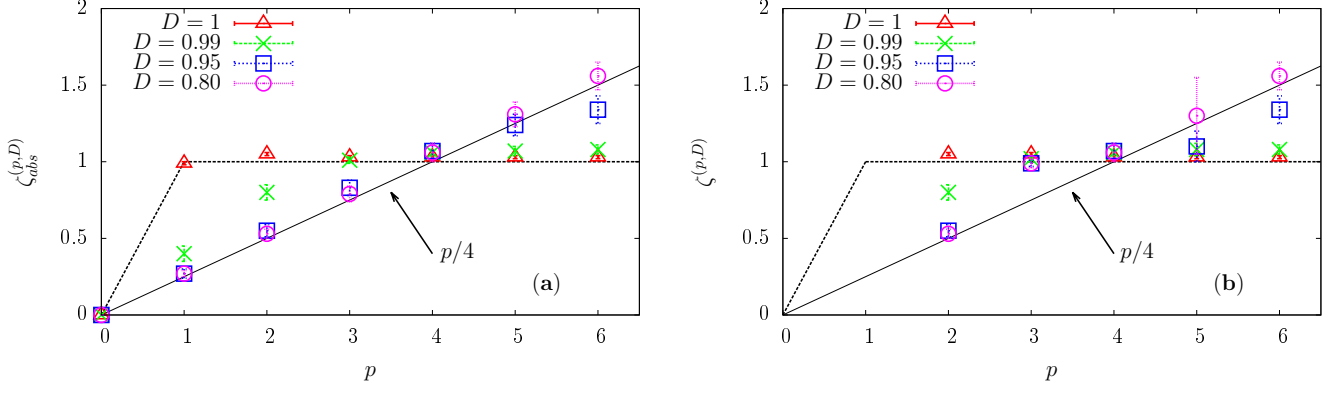 2
1.5
1
0.5
0
0 1 2 3 4 5 6
ζ_{abs}^{(p,D)}
p
D = 1
D = 0.99
D = 0.95
D = 0.80
p/4
(a)
2
1.5
1
0.5
0
0 1 2 3 4 5 6
ζ^{(p,D)}
p
D = 1
D = 0.99
D = 0.95
D = 0.80
p/4
(b)